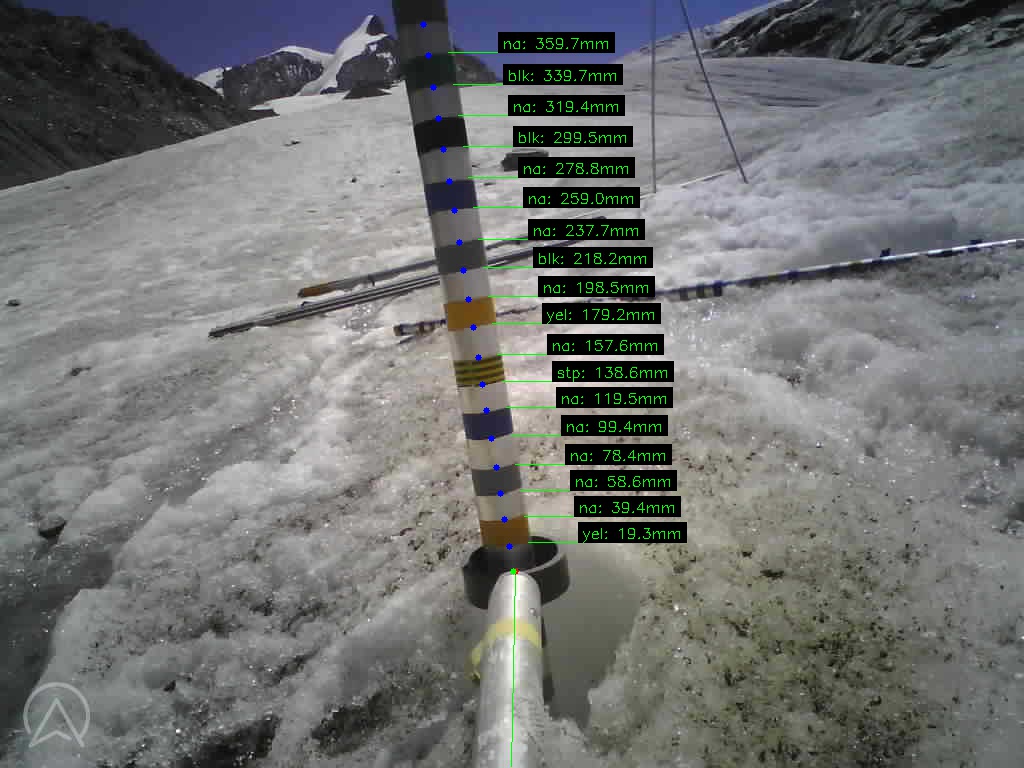 na: 359.7mm
blk: 339.7mm
na: 319.4mm
blk: 299.5mm
na: 278.8mm
na: 259.0mm
na: 237.7mm
blk: 218.2mm
na: 198.5mm
yel: 179.2mm
na: 157.6mm
stp: 138.6mm
na: 119.5mm
na: 99.4mm
na: 78.4mm
na: 58.6mm
na: 39.4mm
yel: 19.3mm